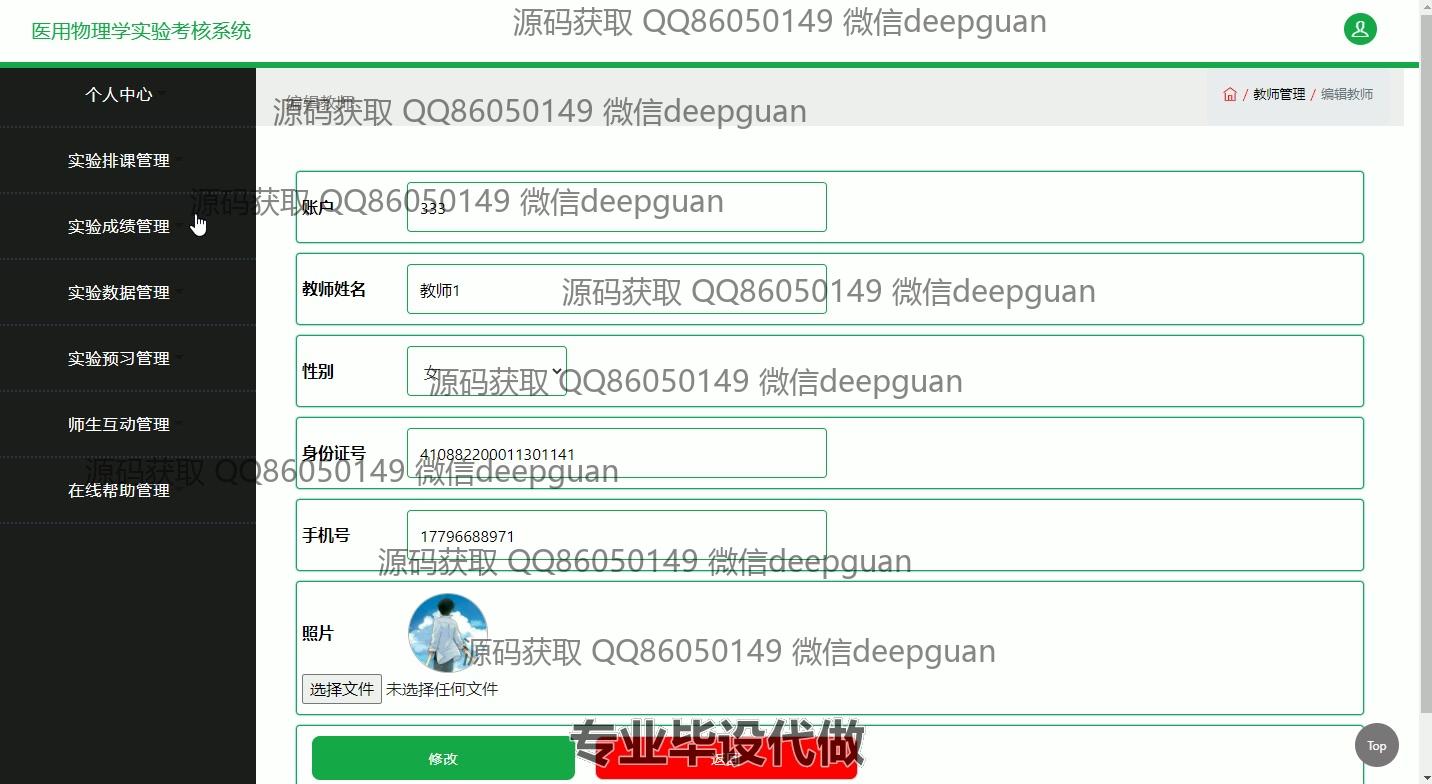 医用物理学实验考核系统
源码获取 QQ86050149 微信deepguan
个人中心
编辑教师
源码获取 QQ86050149 微信deepguan
/ 教师管理 / 编辑教师
实验排课管理
源码获取 QQ86050149 微信deepguan
账户
333
实验成绩管理
实验数据管理
教师姓名
教师1
源码获取 QQ86050149 微信deepguan
实验预习管理
性别
女
源码获取 QQ86050149 微信deepguan
师生互动管理
身份证号
410882200011301141
源码获取 QQ86050149 微信deepguan
在线帮助管理
手机号
17796688971
源码获取 QQ86050149 微信deepguan
照片
源码获取 QQ86050149 微信deepguan
选择文件 未选择任何文件
专业毕设代做
修改
返回
Top